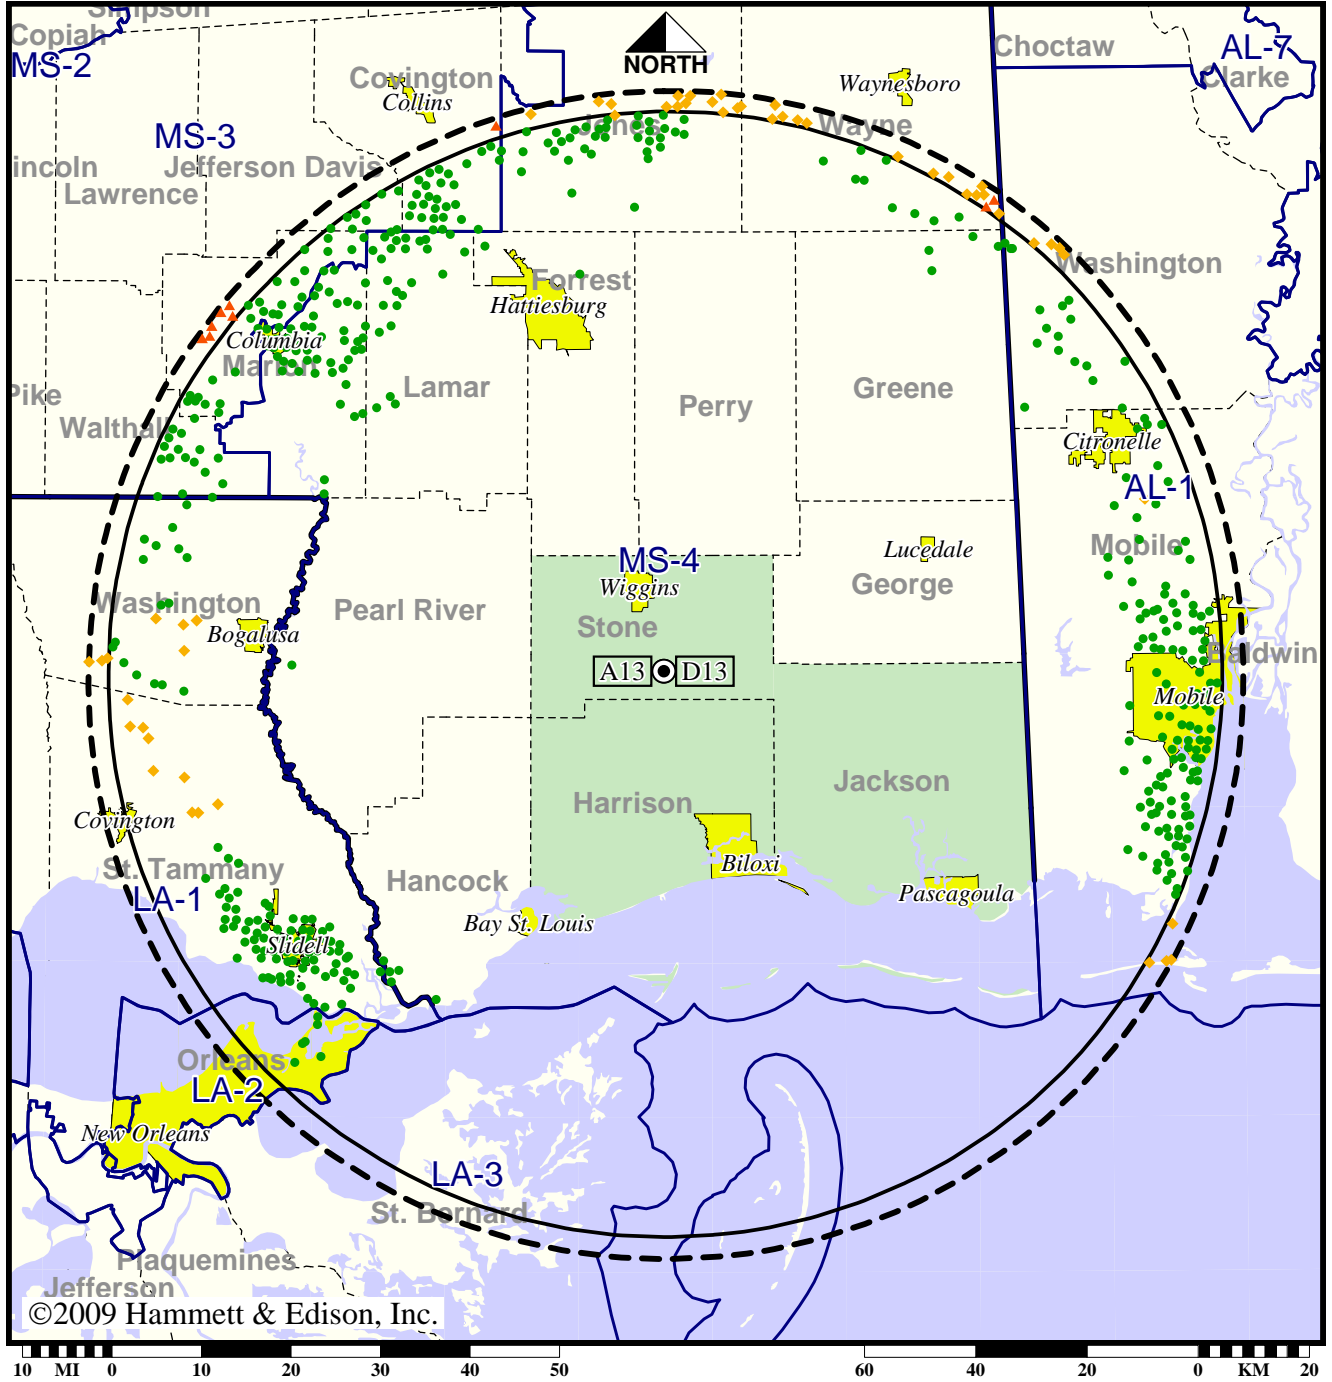 Simpson
Copiah
MS-2
Covington
Collins
NORTH
Waynesboro
Choctaw
AL-7
Clarke
MS-3
Jones
Wayne
incoln
Jefferson Davis
Lawrence
Washington
Forrest
Hattiesburg
Columbia
Marion
Lamar
Perry
Greene
Pike
Walthall
Citronelle
AL-1
Mobile
MS-4
Wiggins
Lucedale
George
Washington
Bogalusa
Pearl River
Stone
Baldwin
A13 D13
Mobile
Covington
Harrison
Jackson
St. Tammany
LA-1
Hancock
Biloxi
Pascagoula
Bay St. Louis
Slidell
Orleans
LA-2
New Orleans
LA-3
St. Bernard
Plaquemines
Jefferson
©2009 Hammett & Edison, Inc.
10 MI 0 10 20 30 40 50 60 40 20 0 KM 20